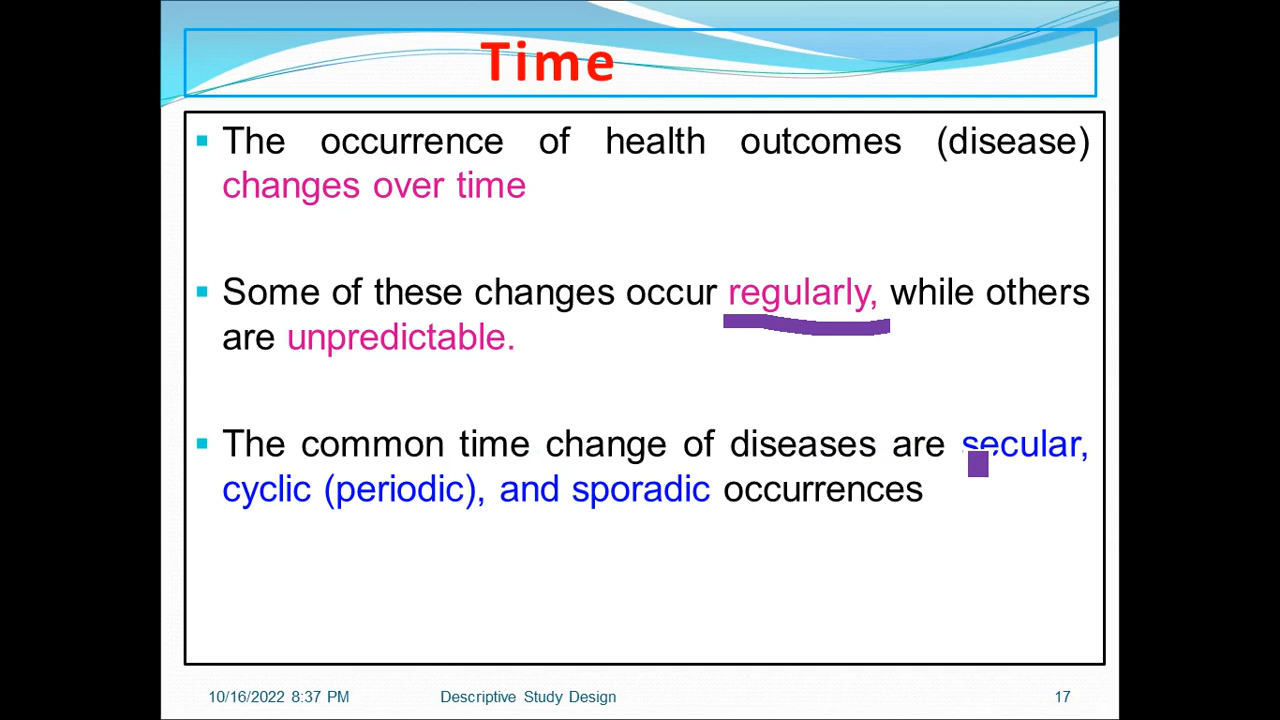 Time
▪ The occurrence of health outcomes (disease)
changes over time
▪ Some of these changes occur regularly, while others
are unpredictable.
▪ The common time change of diseases are secular,
cyclic (periodic), and sporadic occurrences
10/16/2022 8:37 PM Descriptive Study Design 17